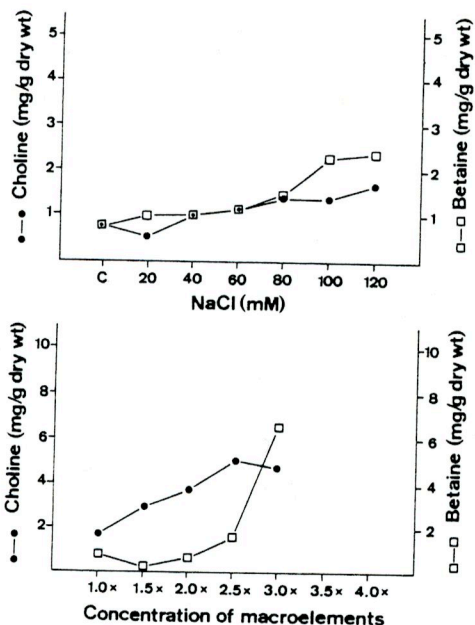 ●—● Choline (mg/g dry wt)
5
4
3
2
1
5
4
3
2
1
□—□ Betaine (mg/g dry wt)
C 20 40 60 80 100 120
NaCl (mM)
●—● Choline (mg/g dry wt)
10
8
6
4
2
10
8
6
4
2
□—□ Betaine (mg/g dry wt)
1.0× 1.5× 2.0× 2.5× 3.0× 3.5× 4.0×
Concentration of macroelements